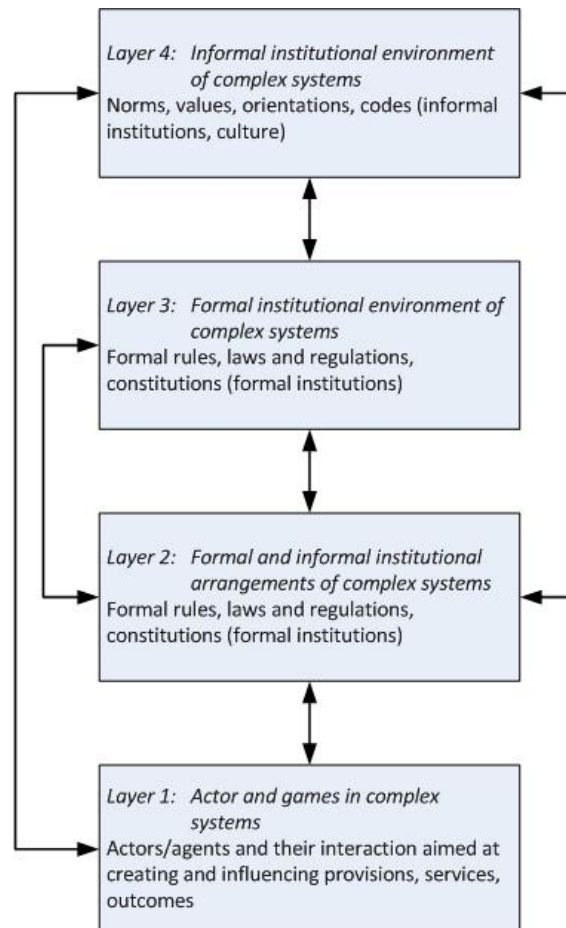 Layer 4: Informal institutional environment
of complex systems
Norms, values, orientations, codes (informal
institutions, culture)
Layer 3: Formal institutional environment of
complex systems
Formal rules, laws and regulations,
constitutions (formal institutions)
Layer 2: Formal and informal institutional
arrangements of complex systems
Formal rules, laws and regulations,
constitutions (formal institutions)
Layer 1: Actor and games in complex
systems
Actors/agents and their interaction aimed at
creating and influencing provisions, services,
outcomes